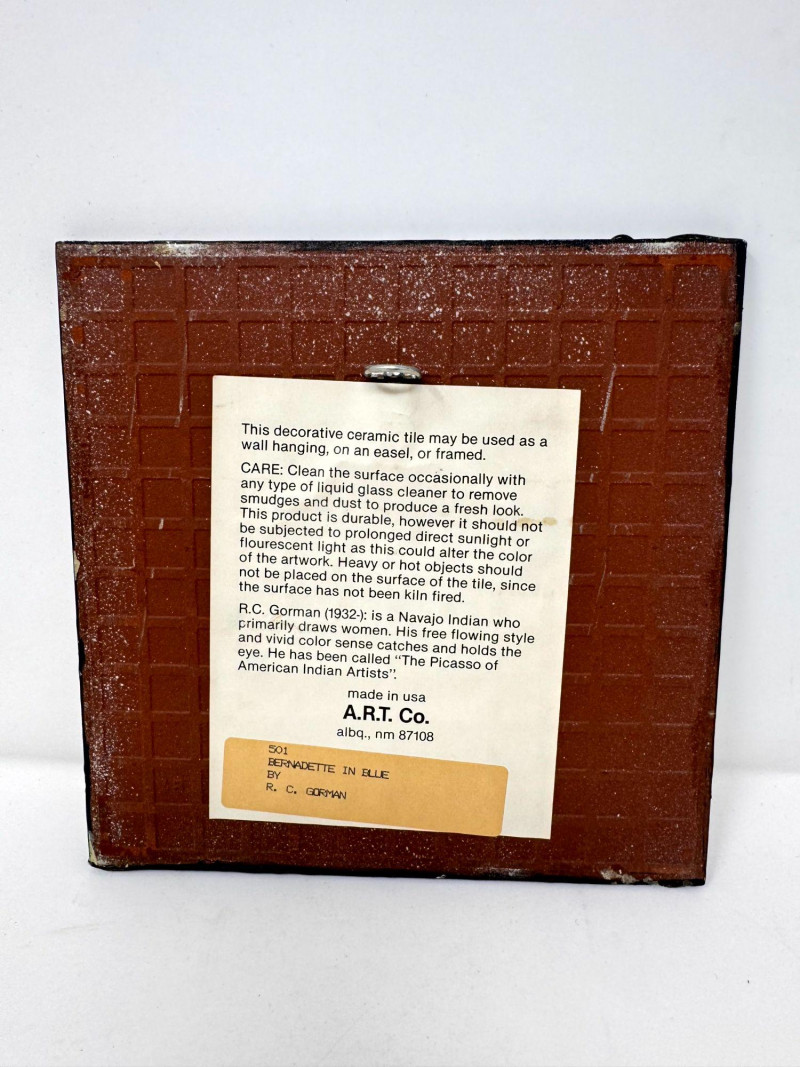 This decorative ceramic tile may be used as a
wall hanging, on an easel, or framed.
CARE: Clean the surface occasionally with
any type of liquid glass cleaner to remove
smudges and dust to produce a fresh look.
This product is durable, however it should not
be subjected to prolonged direct sunlight or
flourescent light as this could alter the color
of the artwork. Heavy or hot objects should
not be placed on the surface of the tile, since
the surface has not been kiln fired.
R.C. Gorman (1932-): is a Navajo Indian who
primarily draws women. His free flowing style
and vivid color sense catches and holds the
eye. He has been called “The Picasso of
American Indian Artists”.
made in usa
A.R.T. Co.
albq., nm 87108
501
BERNADETTE IN BLUE
BY
R. C. GORMAN